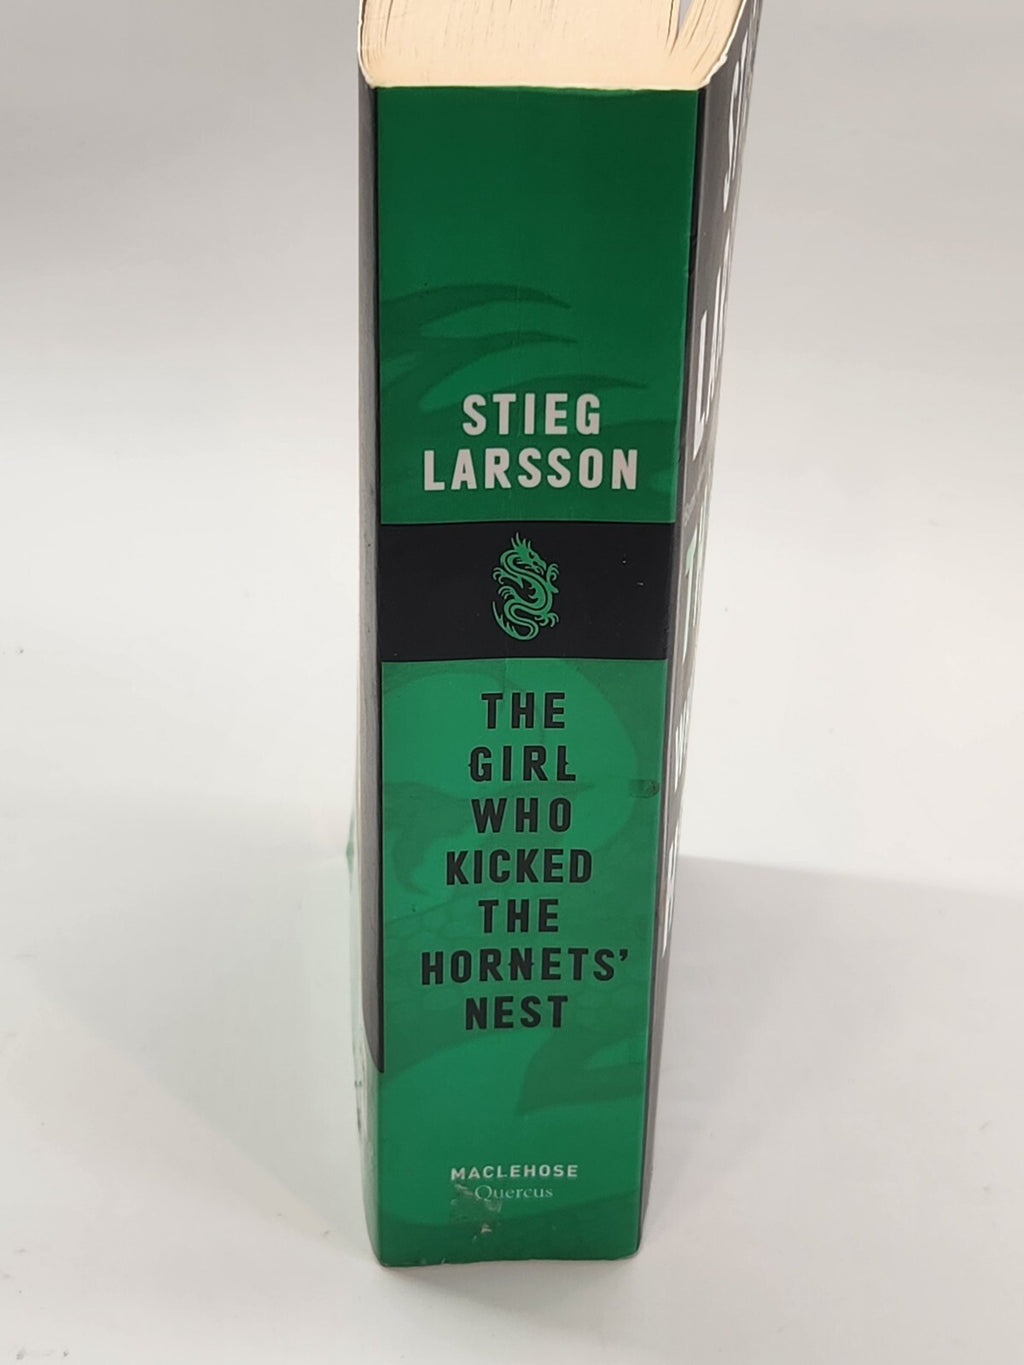 STIEG
LARSSON
THE
GIRL
WHO
KICKED
THE
HORNETS’
NEST
MACLEHOSE
Quercus